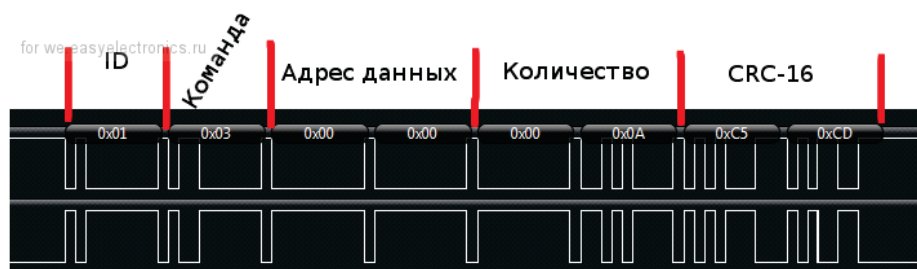 for we.easyelectronics.ru
ID Команда Адрес данных Количество CRC-16
0x01 0x03 0x00 0x00 0x00 0x0A 0xC5 0xCD